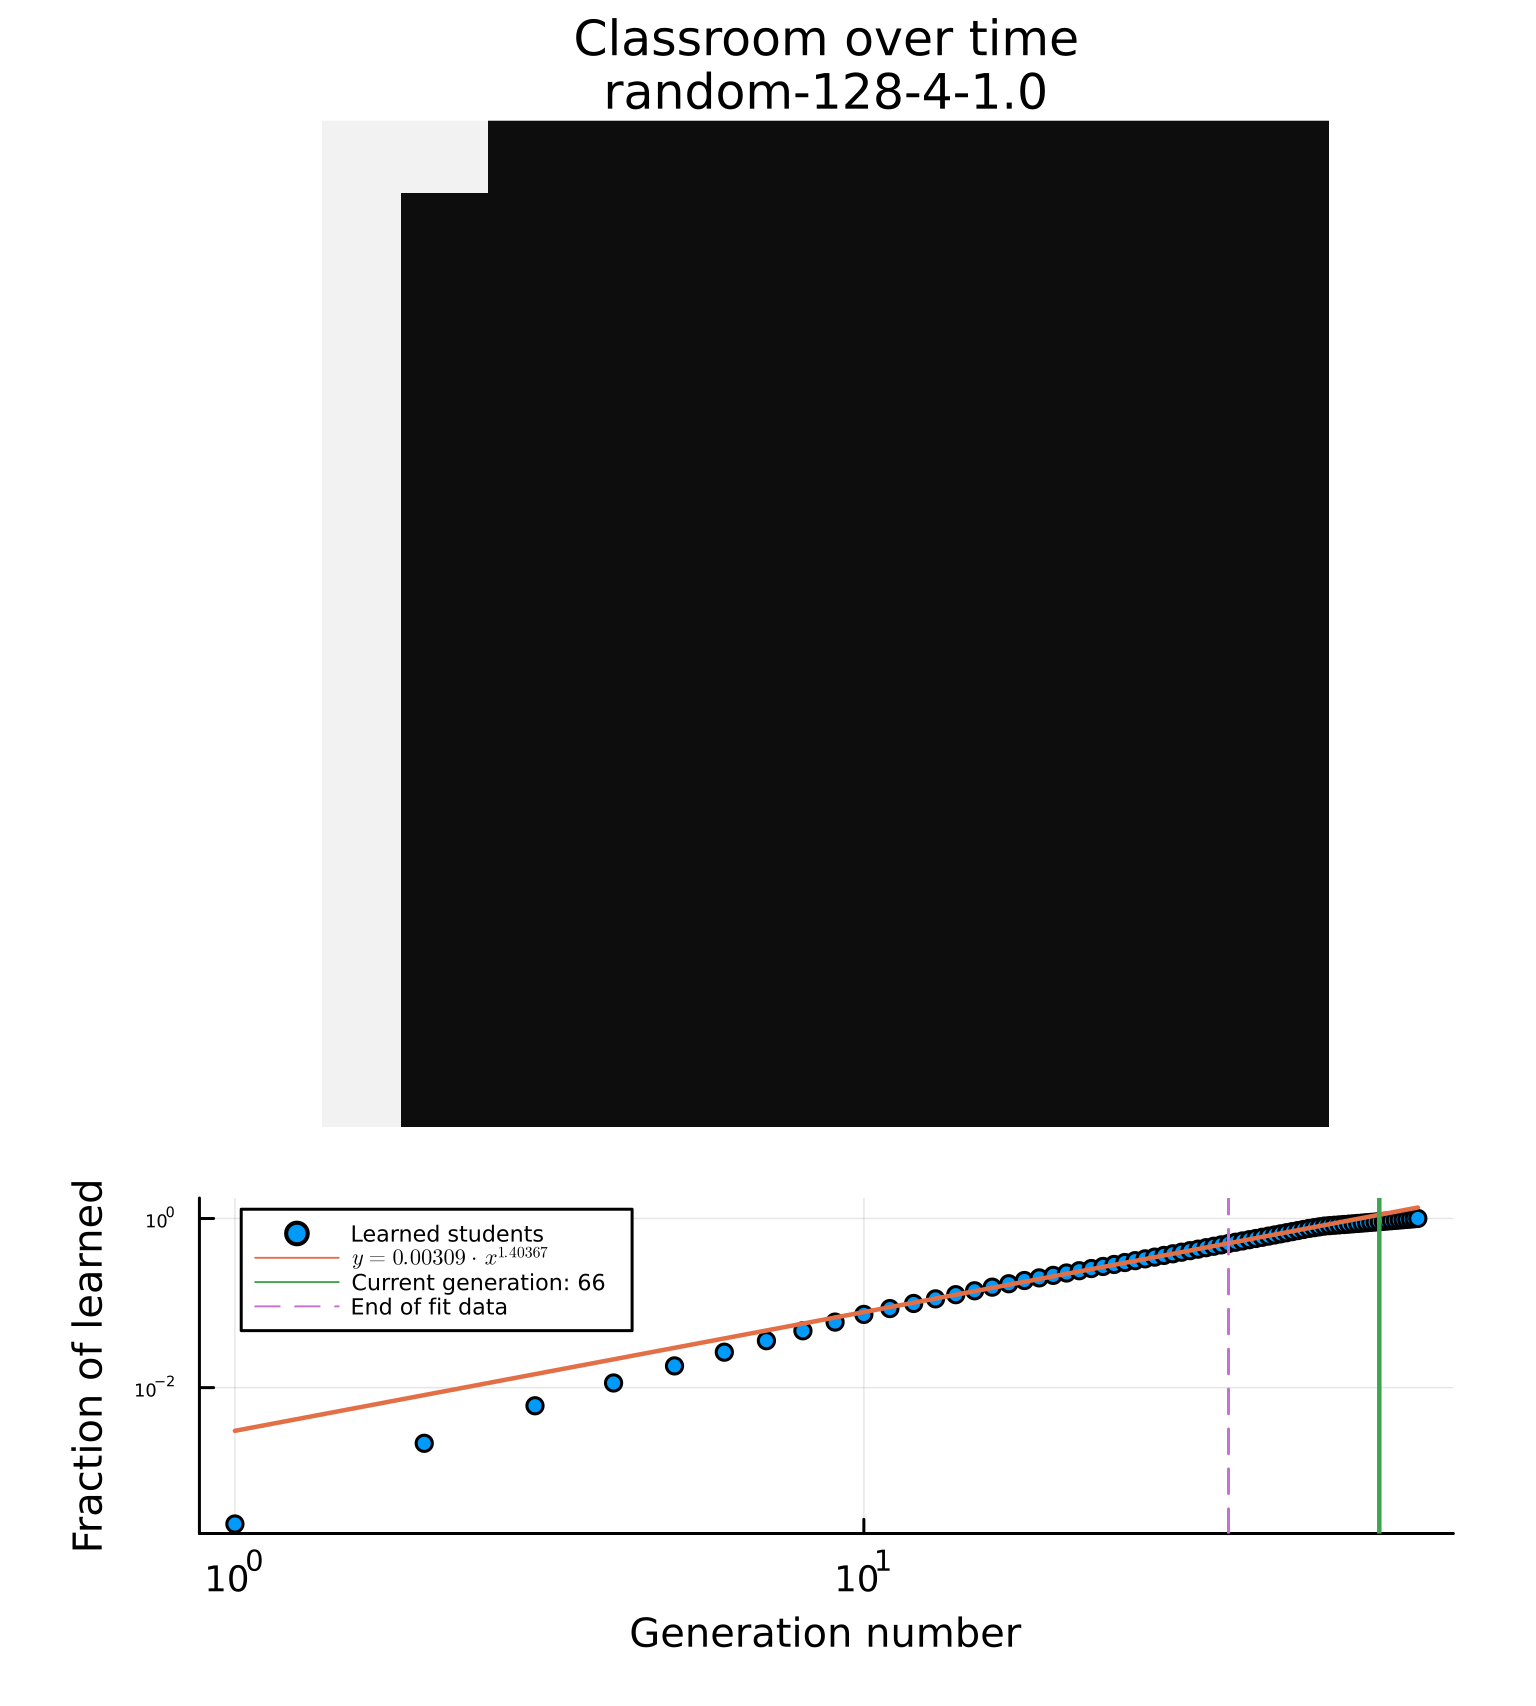 Classroom over time
random-128-4-1.0
Fraction of learned
10^0
10^-2
Learned students
y = 0.00309 · x^1.40367
Current generation: 66
End of fit data
10^0
10^1
Generation number